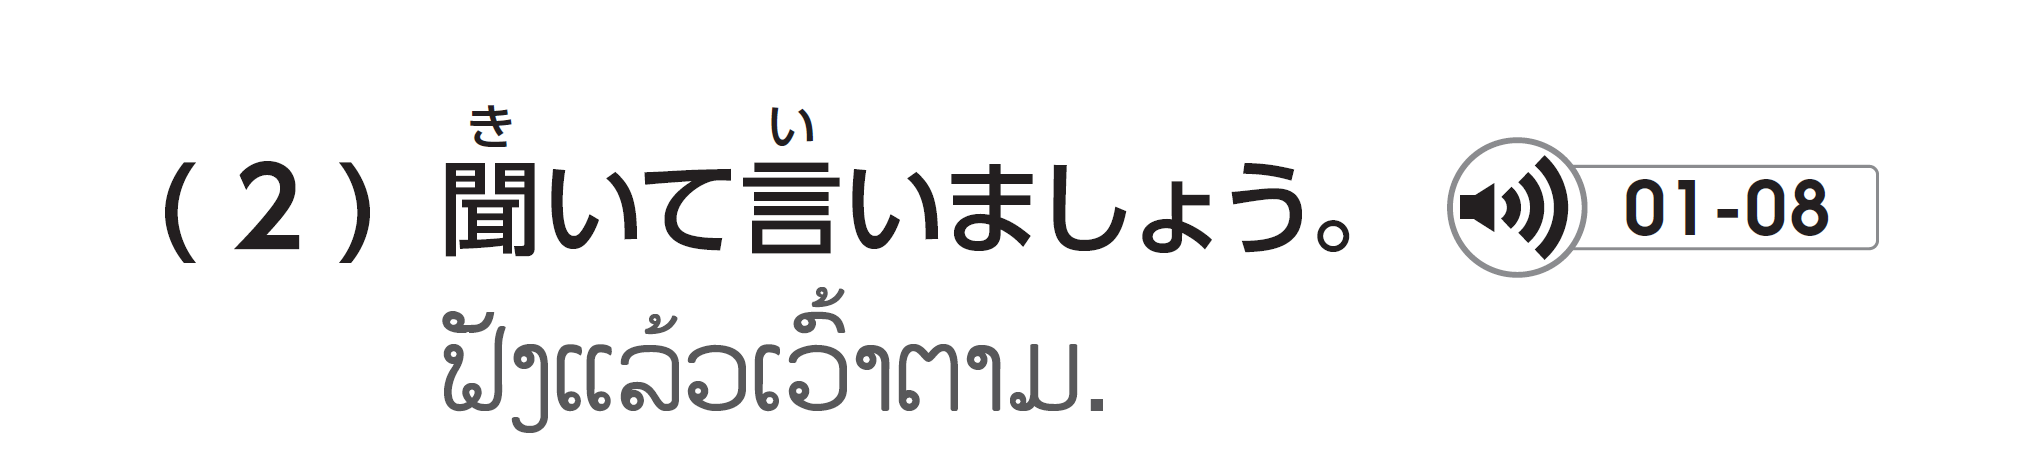 き い
(2) 聞いて言いましょう。 01-08
ຟັງແລ້ວເວົ້າຕາມ.